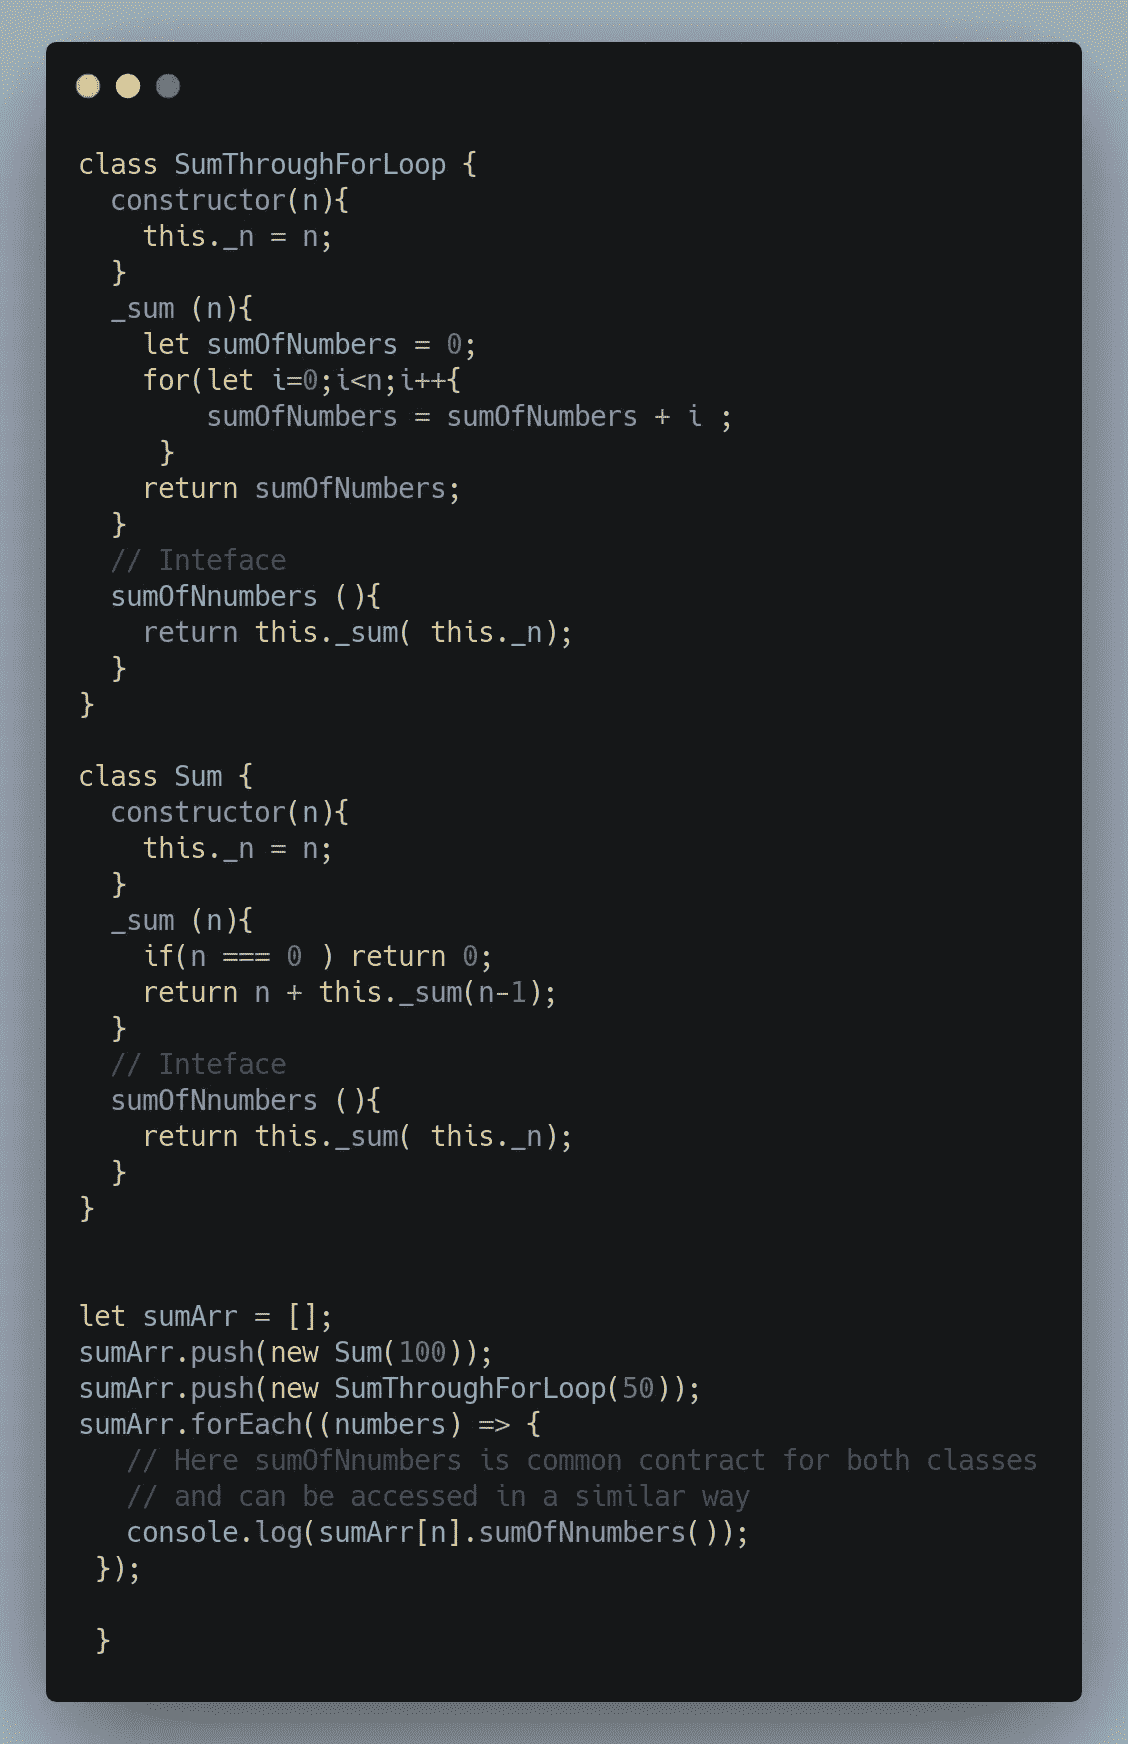 class SumThroughForLoop {
  constructor(n){
    this._n = n;
  }
  _sum (n){
    let sumOfNumbers = 0;
    for(let i=0;i<n;i++{
        sumOfNumbers = sumOfNumbers + i ;
     }
    return sumOfNumbers;
  }
  // Inteface
  sumOfNnumbers (){
    return this._sum( this._n);
  }
}
class Sum {
  constructor(n){
    this._n = n;
  }
  _sum (n){
    if(n === 0 ) return 0;
    return n + this._sum(n-1);
  }
  // Inteface
  sumOfNnumbers (){
    return this._sum( this._n);
  }
}
let sumArr = [];
sumArr.push(new Sum(100));
sumArr.push(new SumThroughForLoop(50));
sumArr.forEach((numbers) => {
   // Here sumOfNnumbers is common contract for both classes
   // and can be accessed in a similar way
   console.log(sumArr[n].sumOfNnumbers());
 });
 }